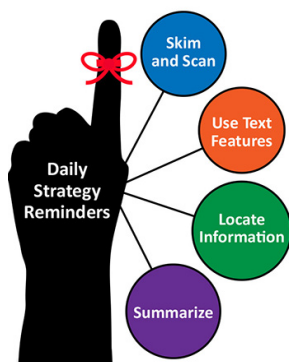 Skim
and Scan
Use Text
Features
Daily
Strategy
Reminders
Locate
Information
Summarize